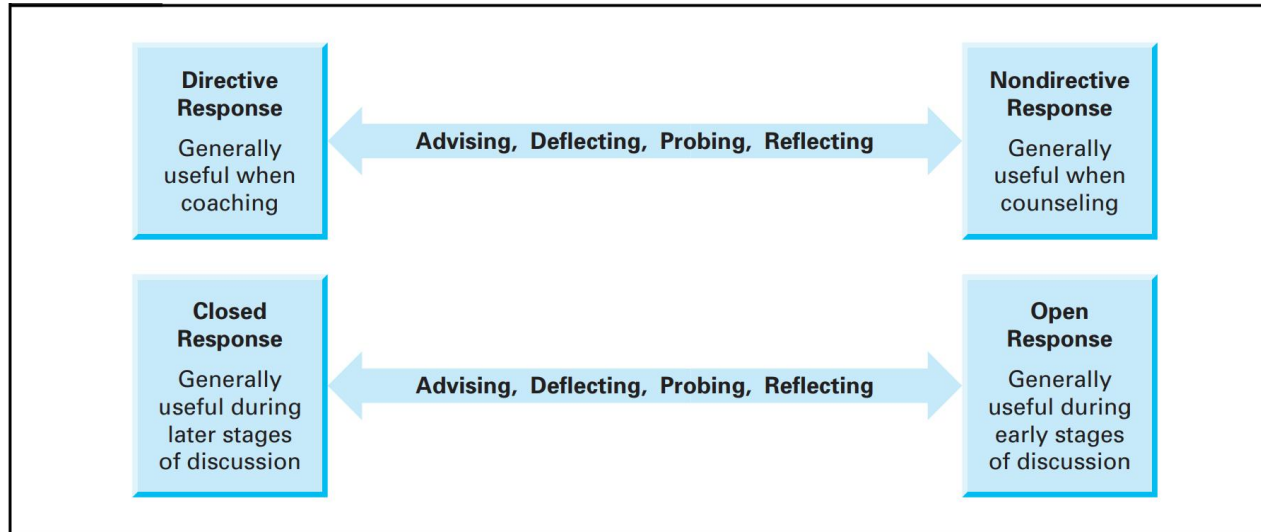 Directive
Response
Generally
useful when
coaching
Advising, Deflecting, Probing, Reflecting
Nondirective
Response
Generally
useful when
counseling
Closed
Response
Generally
useful during
later stages
of discussion
Advising, Deflecting, Probing, Reflecting
Open
Response
Generally
useful during
early stages
of discussion